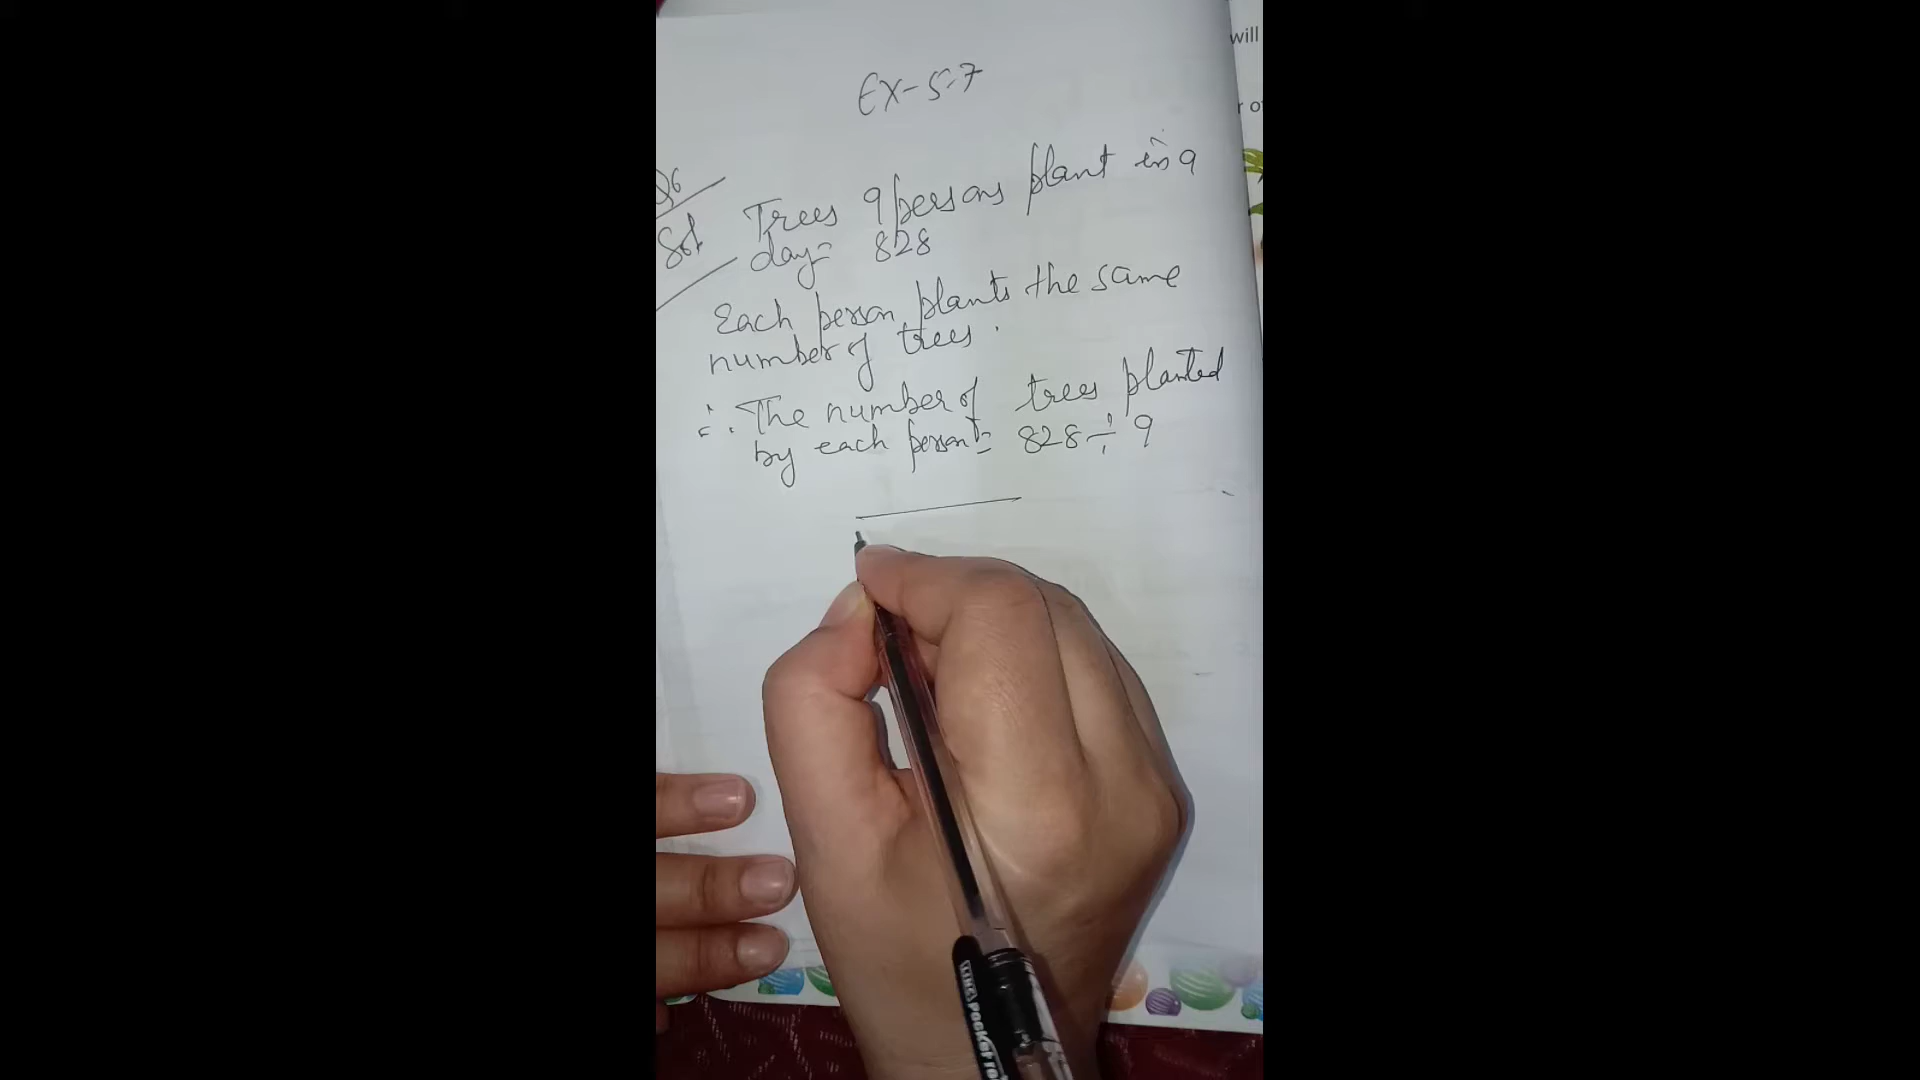 will
EX-5.7
r o
Q6
Sol Trees 9 persons plant in a
day = 828
Each person plants the same
number of trees.
∴ The number of trees planted
by each person = 828 ÷ 9